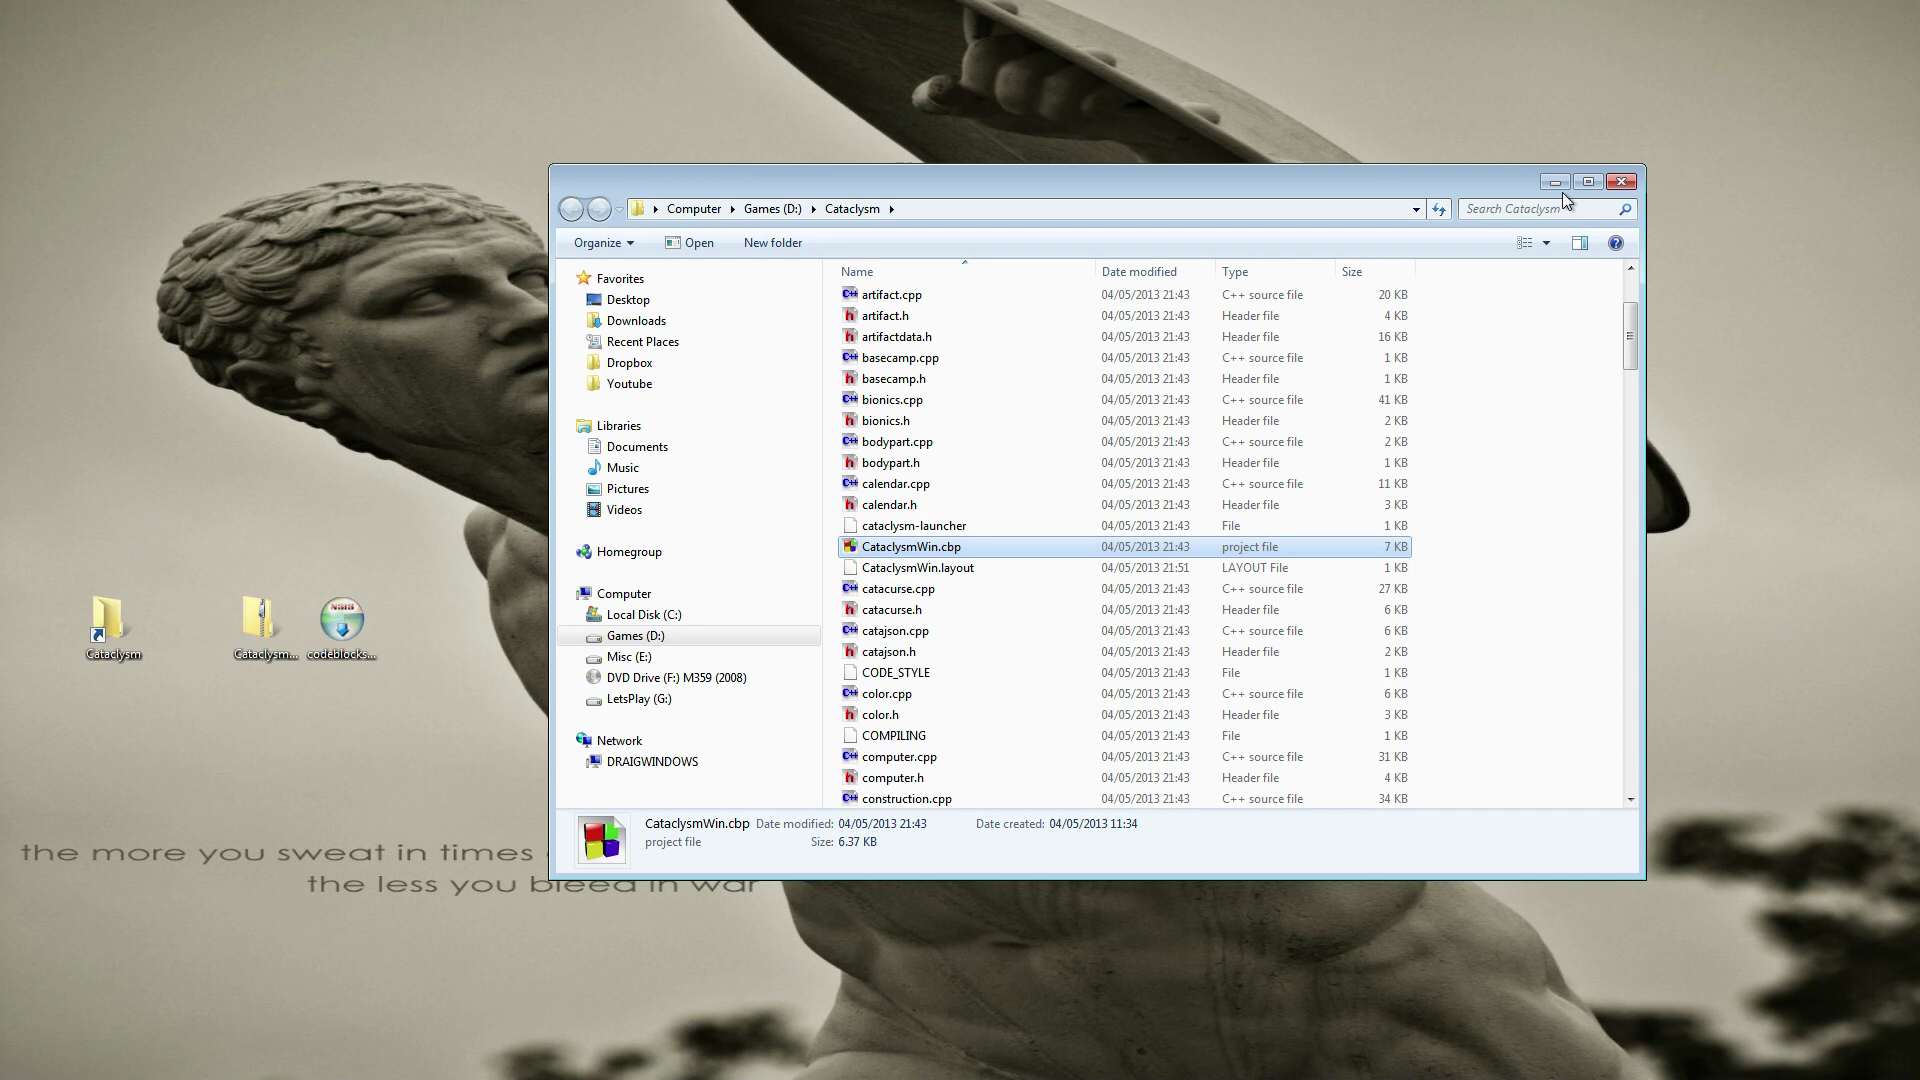 Computer Games (D:) Cataclysm
Search Cataclysm
Organize Open New folder
Favorites
Desktop
Downloads
Recent Places
Dropbox
Youtube
Libraries
Documents
Music
Pictures
Videos
Homegroup
Computer
Local Disk (C:)
Games (D:)
Misc (E:)
DVD Drive (F:) M359 (2008)
LetsPlay (G:)
Network
DRAIGWINDOWS
Name Date modified Type Size
artifact.cpp 04/05/2013 21:43 C++ source file 20 KB
artifact.h 04/05/2013 21:43 Header file 4 KB
artifactdata.h 04/05/2013 21:43 Header file 16 KB
basecamp.cpp 04/05/2013 21:43 C++ source file 1 KB
basecamp.h 04/05/2013 21:43 Header file 1 KB
bionics.cpp 04/05/2013 21:43 C++ source file 41 KB
bionics.h 04/05/2013 21:43 Header file 2 KB
bodypart.cpp 04/05/2013 21:43 C++ source file 2 KB
bodypart.h 04/05/2013 21:43 Header file 1 KB
calendar.cpp 04/05/2013 21:43 C++ source file 11 KB
calendar.h 04/05/2013 21:43 Header file 3 KB
cataclysm-launcher 04/05/2013 21:43 File 1 KB
CataclysmWin.cbp 04/05/2013 21:43 project file 7 KB
CataclysmWin.layout 04/05/2013 21:51 LAYOUT File 1 KB
catacurse.cpp 04/05/2013 21:43 C++ source file 27 KB
catacurse.h 04/05/2013 21:43 Header file 6 KB
catajson.cpp 04/05/2013 21:43 C++ source file 6 KB
catajson.h 04/05/2013 21:43 Header file 2 KB
CODE_STYLE 04/05/2013 21:43 File 1 KB
color.cpp 04/05/2013 21:43 C++ source file 6 KB
color.h 04/05/2013 21:43 Header file 3 KB
COMPILING 04/05/2013 21:43 File 1 KB
computer.cpp 04/05/2013 21:43 C++ source file 31 KB
computer.h 04/05/2013 21:43 Header file 4 KB
construction.cpp 04/05/2013 21:43 C++ source file 34 KB
CataclysmWin.cbp Date modified: 04/05/2013 21:43 Date created: 04/05/2013 11:34
project file Size: 6.37 KB
NSIS
Cataclysm Cataclysm... codeblocks...
the more you sweat in times
the less you bleed in war